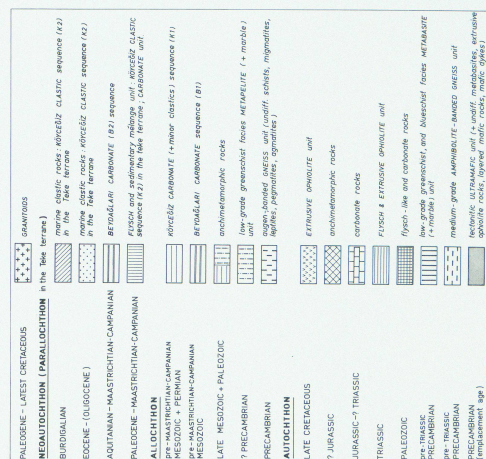 PALEOGENE - LATEST CRETACEOUS GRANITOIDS
NEOAUTOCHTHON (PARALLOCHTHON) in the Teke terrane)
BURDIGALIAN marine clastic rocks: KÖYCEĞİZ CLASTIC sequence (K2)
in the Teke terrane
EOCENE - (OLIGOCENE) marine clastic rocks: KÖYCEĞİZ CLASTIC sequence (K2)
in the Teke terrane
AQUITANIAN - MAASTRICHTIAN-CAMPANIAN BEYDAĞLARI CARBONATE (B2) sequence
PALEOCENE - MAASTRICHTIAN-CAMPANIAN FLYSCH and sedimentary mélange unit: KÖYCEĞİZ CLASTIC
sequence (K2) in the Teke terrane; CARBONATE unit
ALLOCHTHON
pre-MAASTRICHTIAN-CAMPANIAN
MESOZOIC + PERMIAN KÖYCEĞİZ CARBONATE (+ minor clastics) sequence (K1)
pre-MAASTRICHTIAN-CAMPANIAN
MESOZOIC BEYDAĞLARI CARBONATE sequence (B1)
LATE MESOZOIC + PALEOZOIC anchimetamorphic rocks
? PRECAMBRIAN low-grade greenschist facies METAPELITE (+ marble)
unit
PRECAMBRIAN augen-banded GNEISS unit (undiff. schists, migmatites,
leptites, pegmatites, agmatites)
AUTOCHTHON
LATE CRETACEOUS EXTRUSIVE OPHIOLITE unit
? JURASSIC anchimetamorphic rocks
JURASSIC-? TRIASSIC carbonate rocks
TRIASSIC FLYSCH & EXTRUSIVE OPHIOLITE unit
PALEOZOIC flysch-like and carbonate rocks
pre-TRIASSIC
PRECAMBRIAN low-grade greenschist, and blueschist facies METABASITE
(+ marble) unit
pre-TRIASSIC
PRECAMBRIAN medium-grade AMPHIBOLITE-BANDED GNEISS unit
PRECAMBRIAN
(emplacement age) tectonitic ULTRAMAFIC unit (+ undiff. metabasites, extrusive
ophiolite rocks, layered mafic rocks, mafic dykes)